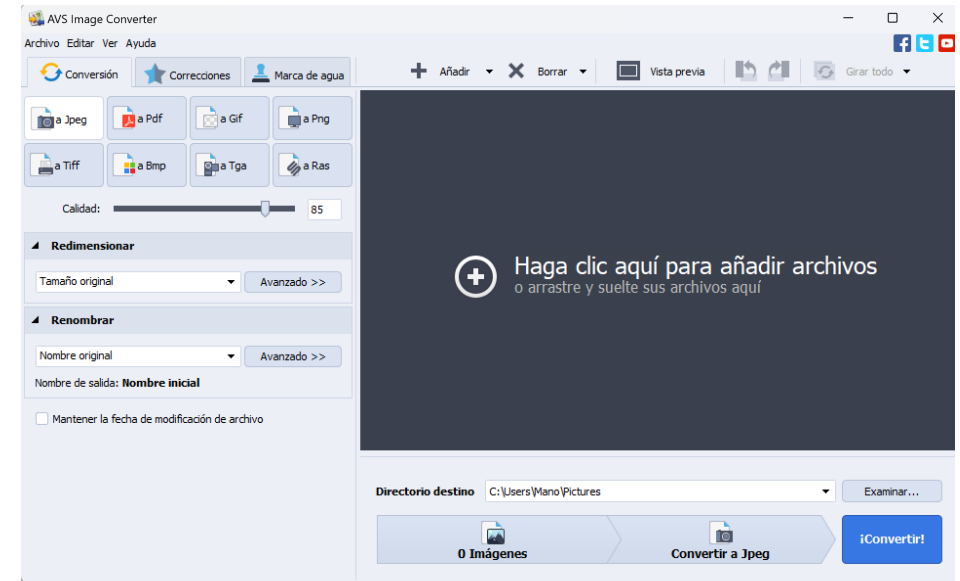 AVS Image Converter
Archivo Editar Ver Ayuda
Conversión Correcciones Marca de agua
Añadir Borrar Vista previa Girar todo
a Jpeg a Pdf a Gif a Png
a Tiff a Bmp a Tga a Ras
Calidad: 85
Redimensionar
Tamaño original Avanzado >>
Renombrar
Nombre original Avanzado >>
Nombre de salida: Nombre inicial
Mantener la fecha de modificación de archivo
Haga clic aquí para añadir archivos
o arrastre y suelte sus archivos aquí
Directorio destino C:\Users\Mano\Pictures Examinar...
0 Imágenes Convertir a Jpeg ¡Convertir!